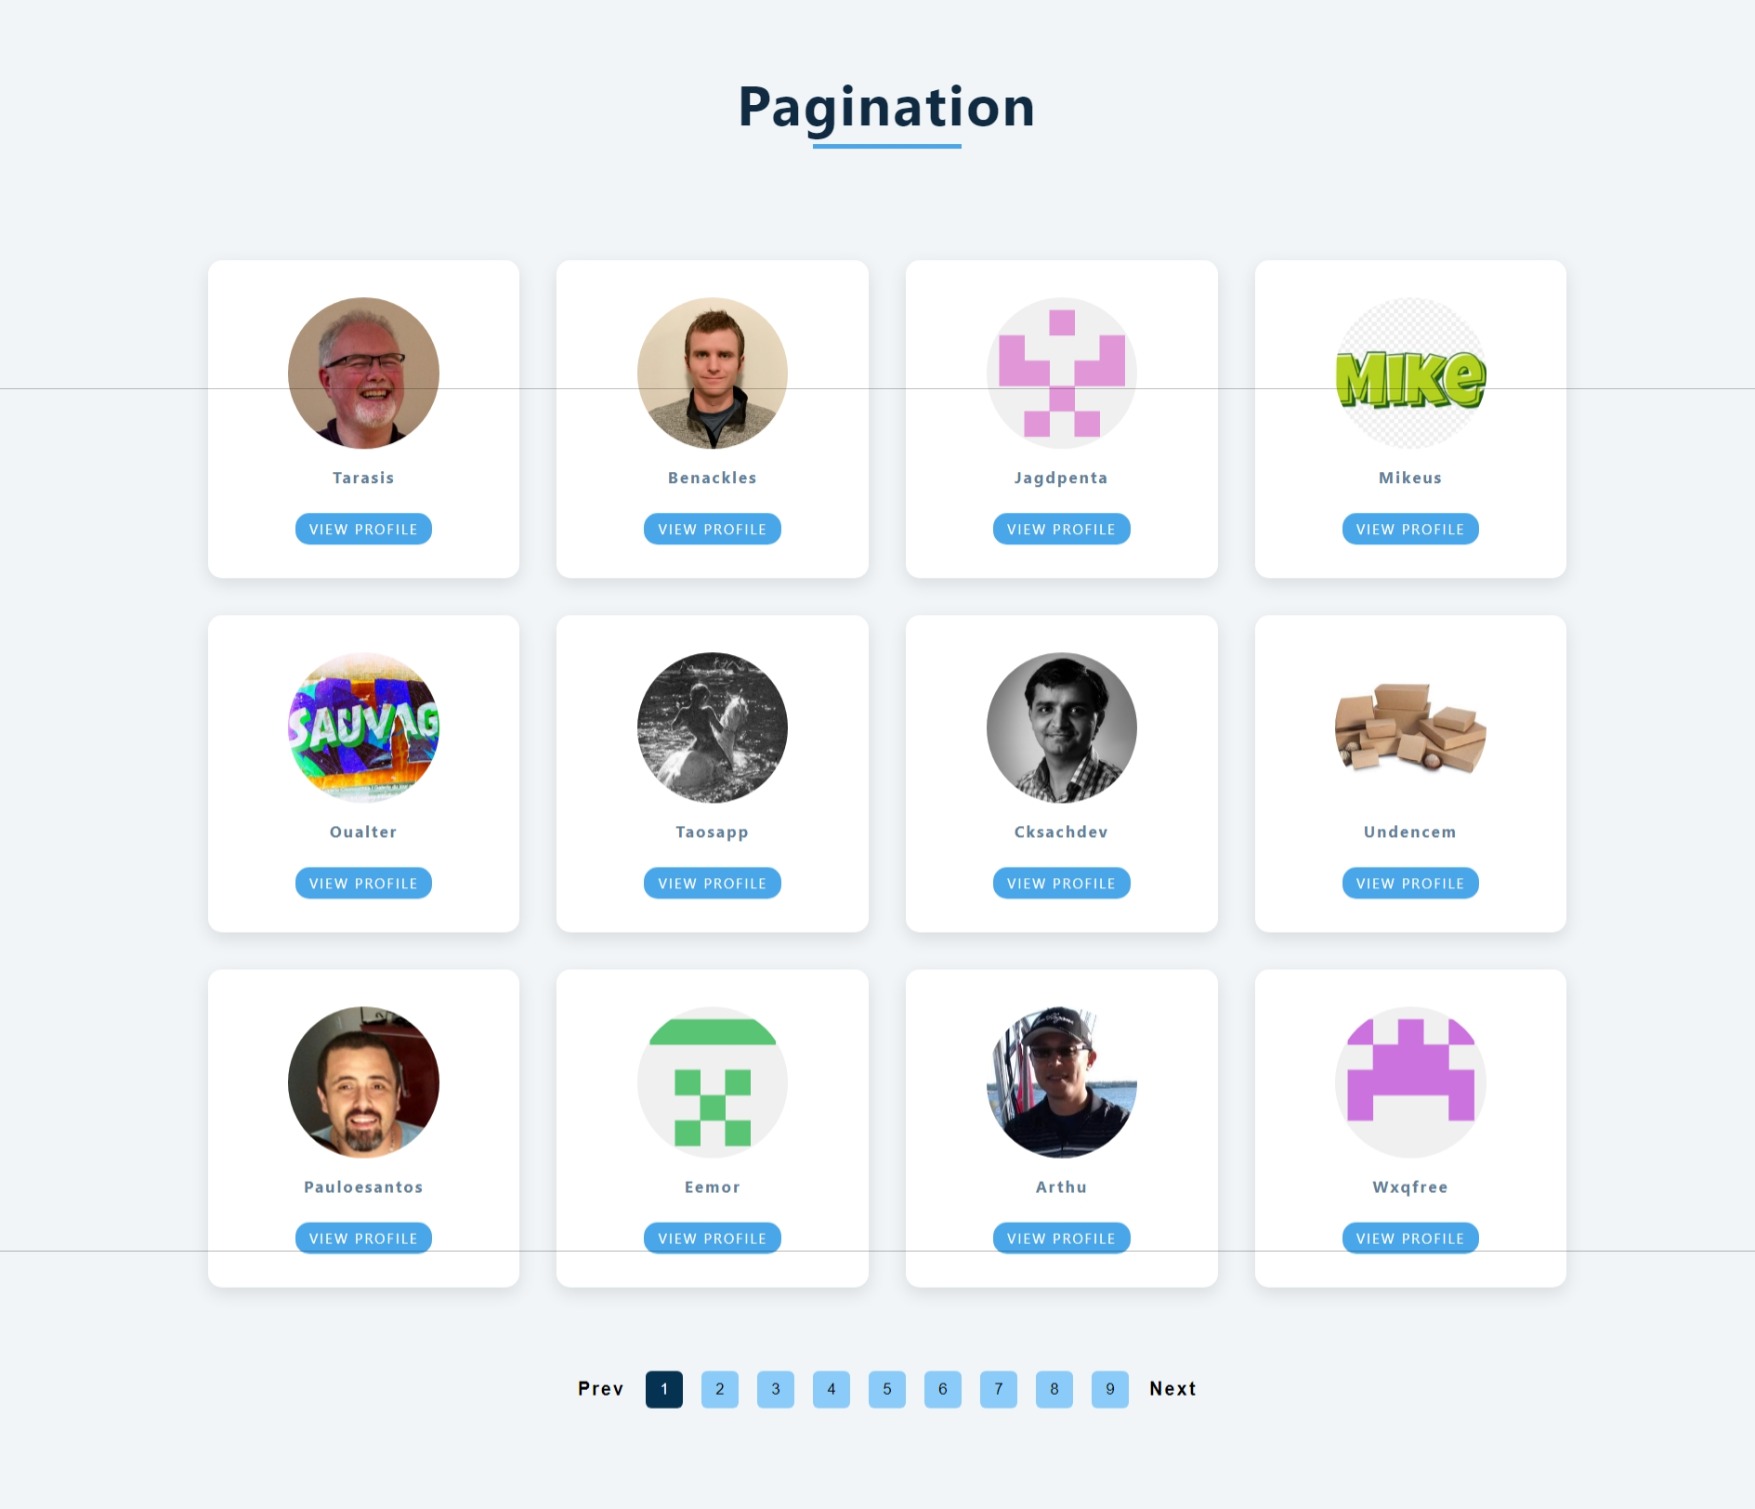 Pagination
MIKE
Tarasis
Benackles
Jagdpenta
Mikeus
VIEW PROFILE
VIEW PROFILE
VIEW PROFILE
VIEW PROFILE
SAUVAG
Oualter
Taosapp
Cksachdev
Undencem
VIEW PROFILE
VIEW PROFILE
VIEW PROFILE
VIEW PROFILE
Pauloesantos
Eemor
Arthu
Wxqfree
VIEW PROFILE
VIEW PROFILE
VIEW PROFILE
VIEW PROFILE
Prev 1 2 3 4 5 6 7 8 9 Next